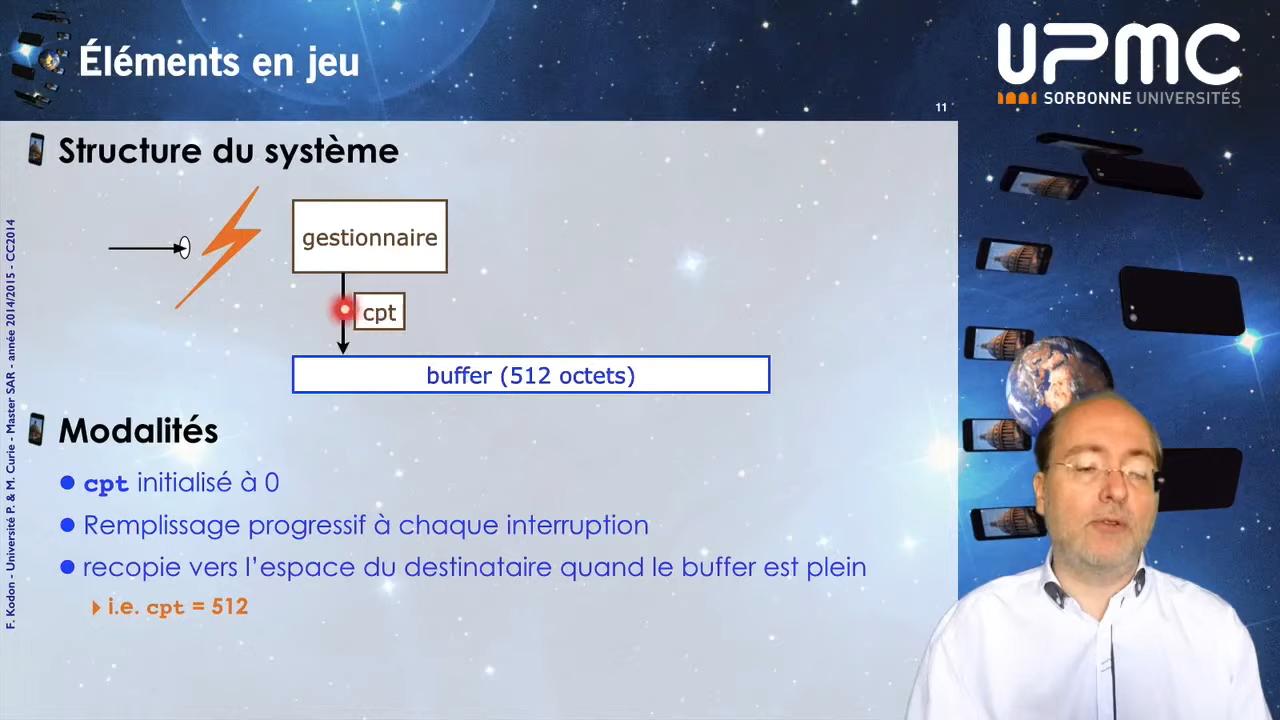 Éléments en jeu
UPMC
SORBONNE UNIVERSITÉS
11
Structure du système
gestionnaire
cpt
buffer (512 octets)
Modalités
cpt initialisé à 0
Remplissage progressif à chaque interruption
recopie vers l'espace du destinataire quand le buffer est plein
i.e. cpt = 512
F. Kodon - Université P. & M. Curie - Master SAR - année 2014/2015 - CC2014